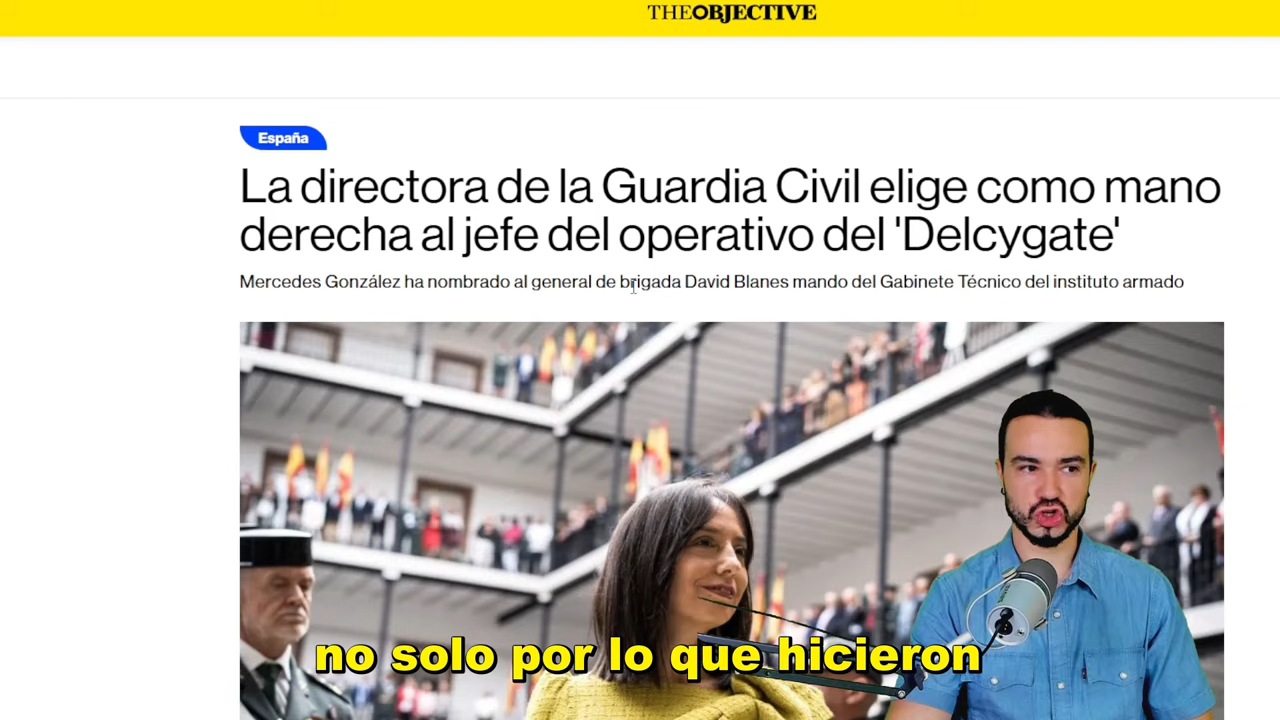 THE OBJECTIVE
España
La directora de la Guardia Civil elige como mano
derecha al jefe del operativo del 'Delcygate'
Mercedes González ha nombrado al general de brigada David Blanes mando del Gabinete Técnico del instituto armado
no solo por lo que hicieron